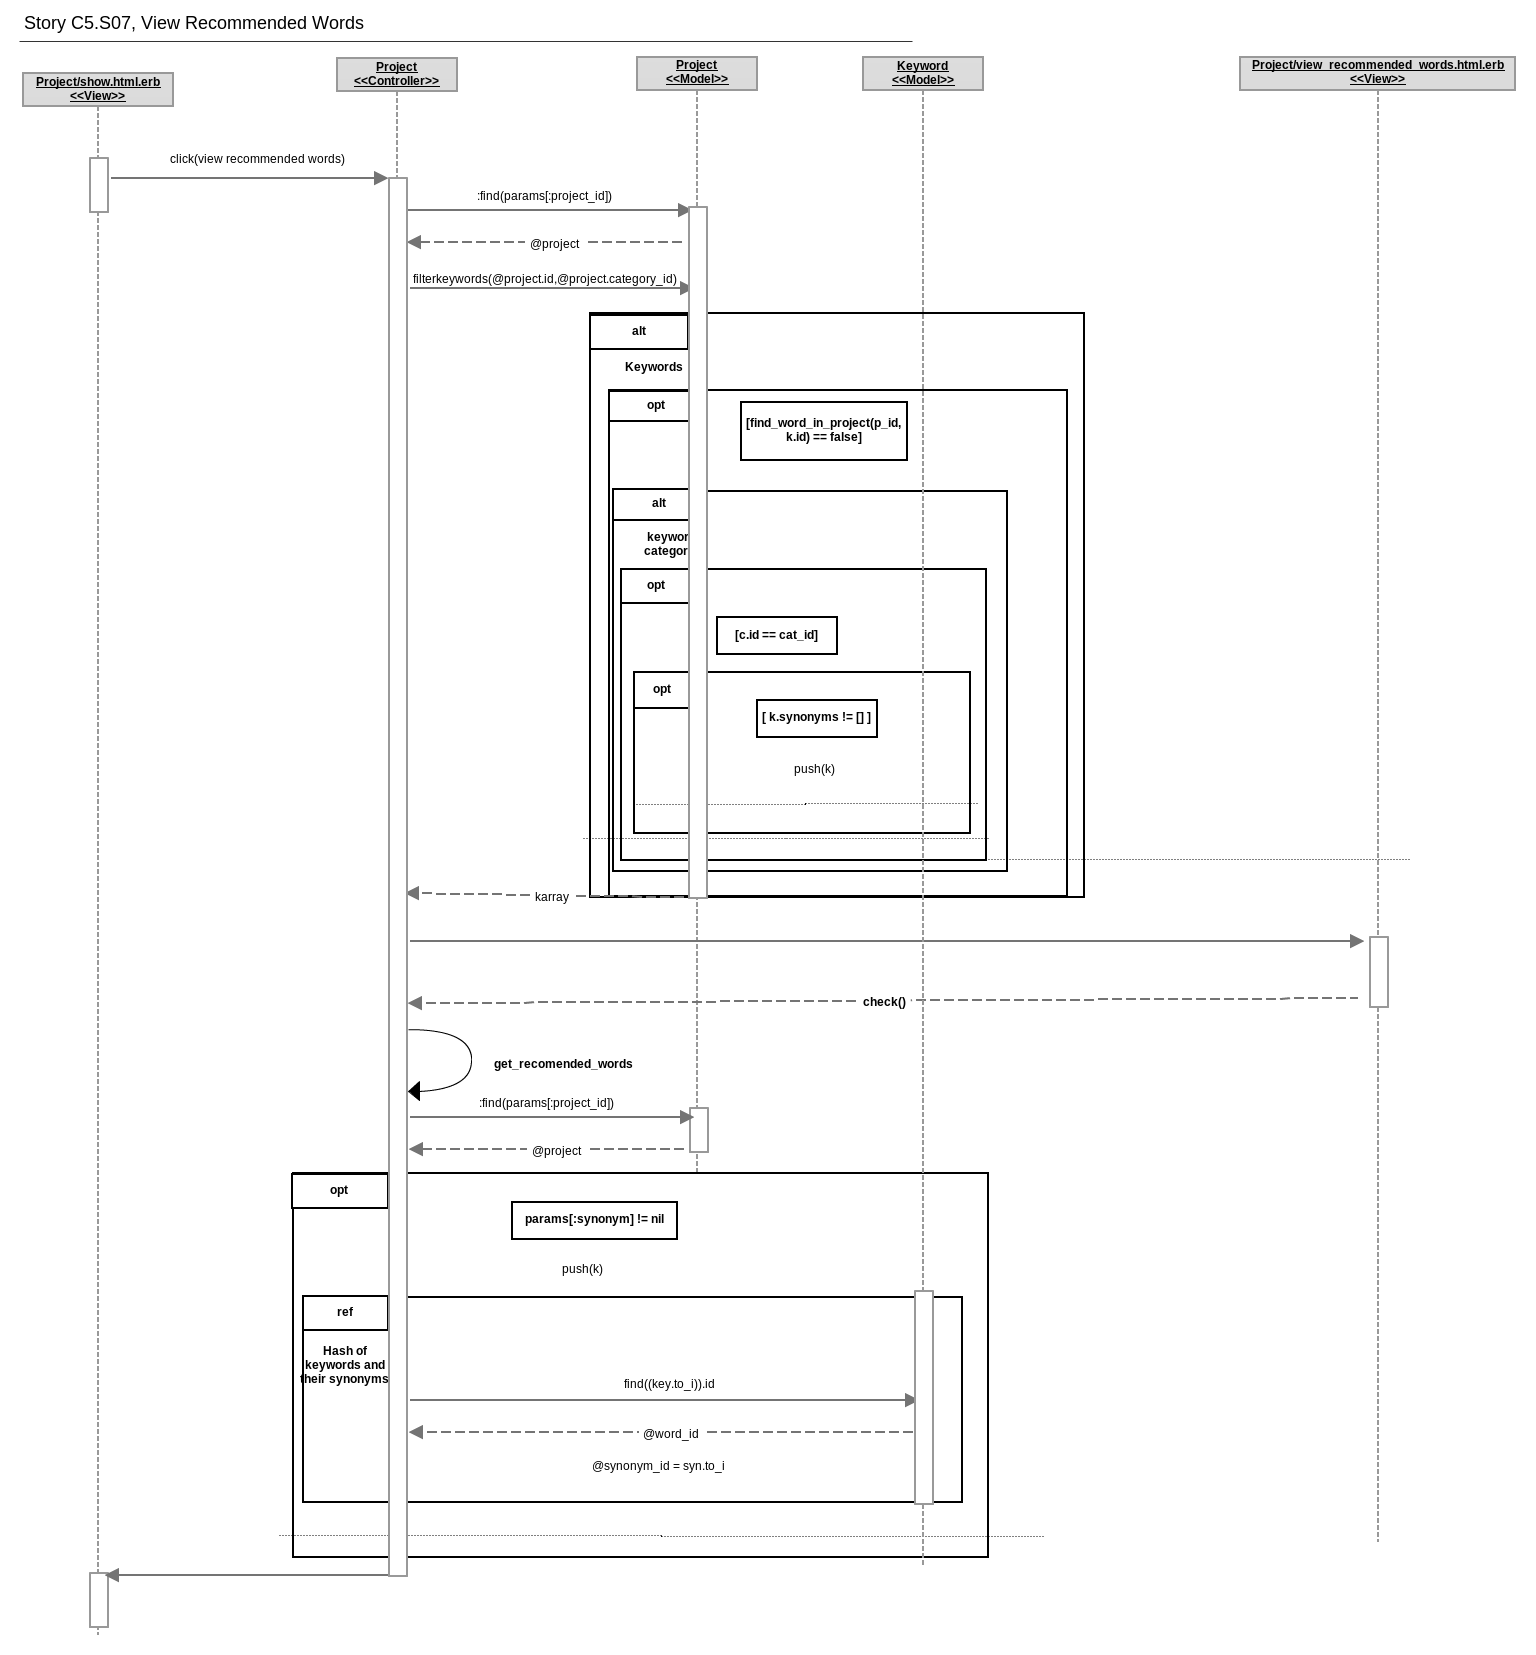 Story C5.S07, View Recommended Words
Project/show.html.erb
<<View>>
Project
<<Controller>>
Project
<<Model>>
Keyword
<<Model>>
Project/view_recommended_words.html.erb
<<View>>
click(view recommended words)
:find(params[:project_id])
@project
filterkeywords(@project.id,@project.category_id)
alt
Keywords
opt
[find_word_in_project(p_id,
k.id) == false]
alt
keywor
categor
opt
[c.id == cat_id]
opt
[ k.synonyms != [] ]
push(k)
karray
check()
get_recomended_words
:find(params[:project_id])
@project
opt
params[:synonym] != nil
push(k)
ref
Hash of
keywords and
their synonyms
find((key.to_i)).id
@word_id
@synonym_id = syn.to_i